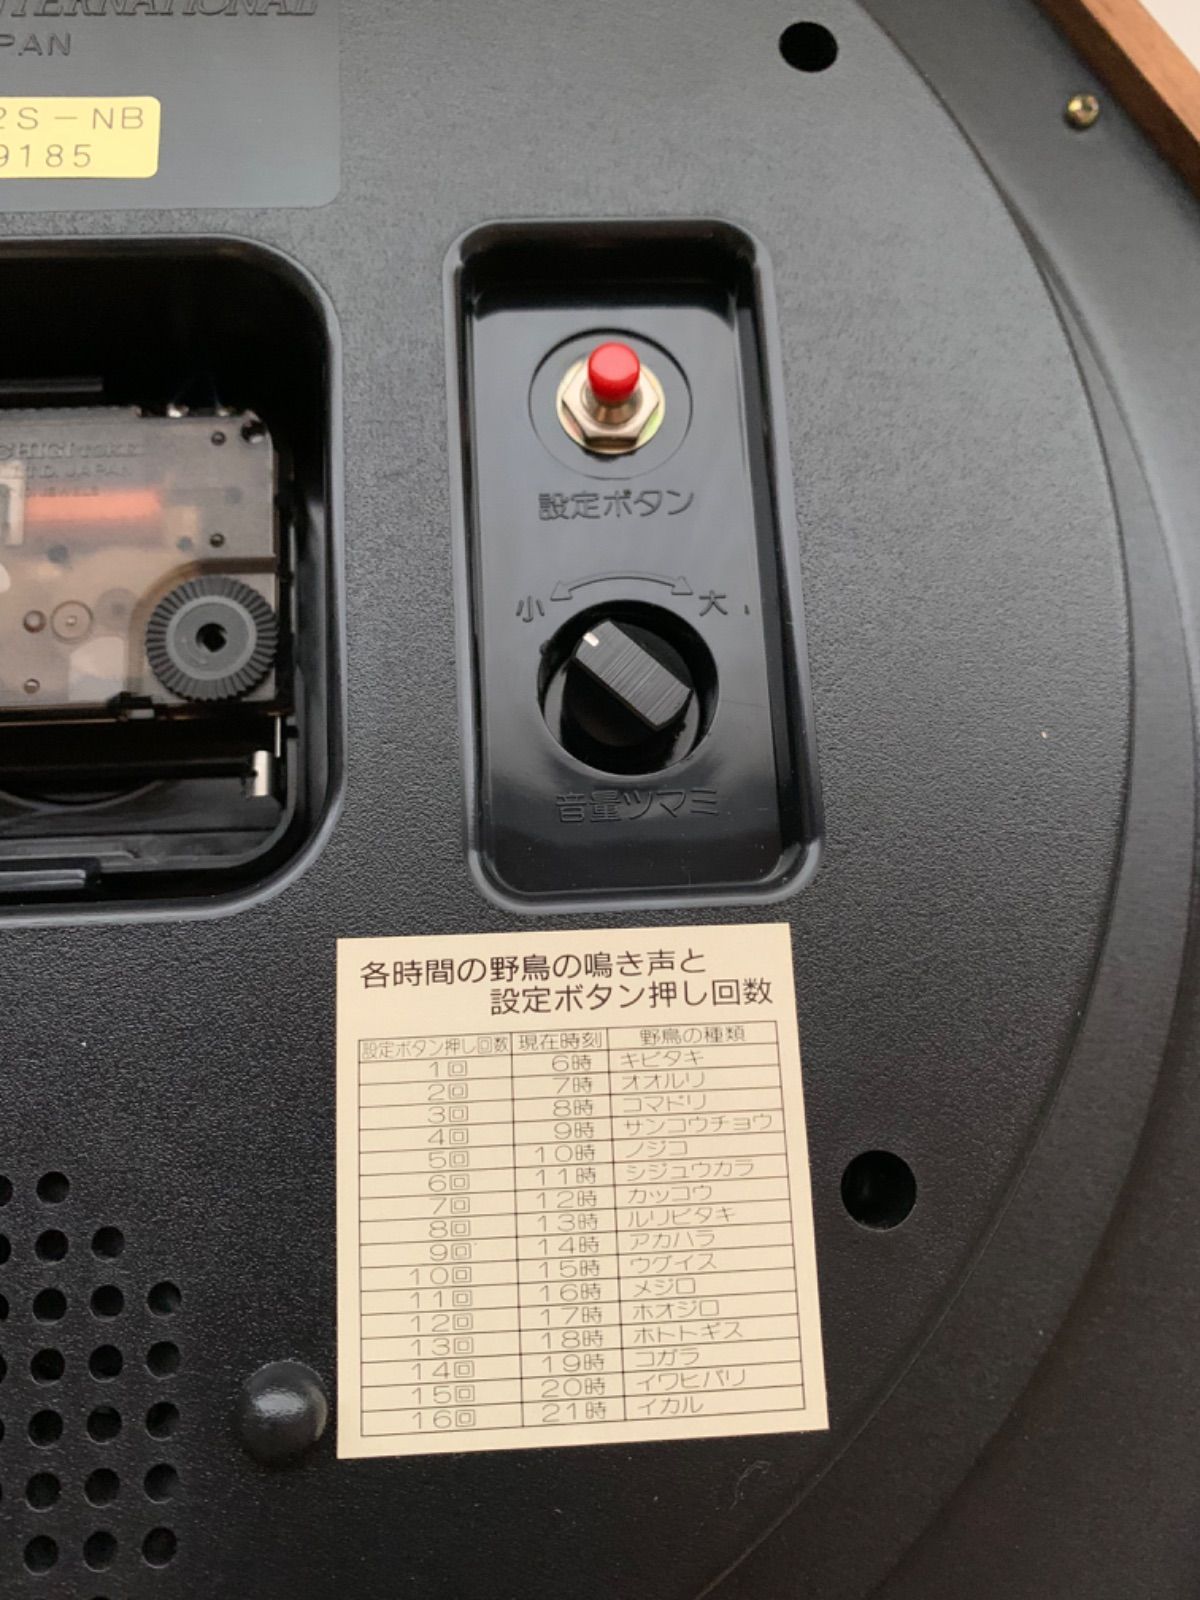 INTERNATIONAL
PAN
2S-NB
9185
JAPAN
JEWELS
設定ボタン
小 大
音量ツマミ
各時間の野鳥の鳴き声と
設定ボタン押し回数
設定ボタン押し回数 現在時刻 野鳥の種類
1回 6時 キビタキ
2回 7時 オオルリ
3回 8時 コマドリ
4回 9時 サンコウチョウ
5回 10時 ノジコ
6回 11時 シジュウカラ
7回 12時 カッコウ
8回 13時 ルリビタキ
9回 14時 アカハラ
10回 15時 ウグイス
11回 16時 メジロ
12回 17時 ホオジロ
13回 18時 ホトトギス
14回 19時 コガラ
15回 20時 イワヒバリ
16回 21時 イカル